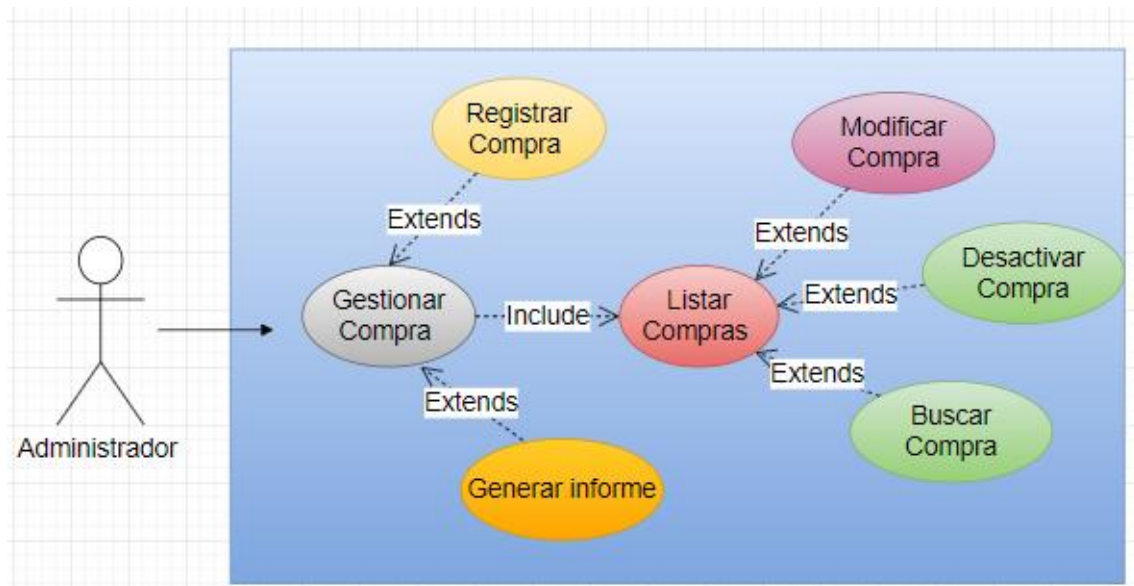 Registrar
Compra
Modificar
Compra
Extends
Extends
Desactivar
Compra
Gestionar
Compra
Include
Listar
Compras
Extends
Extends
Extends
Buscar
Compra
Administrador
Generar informe